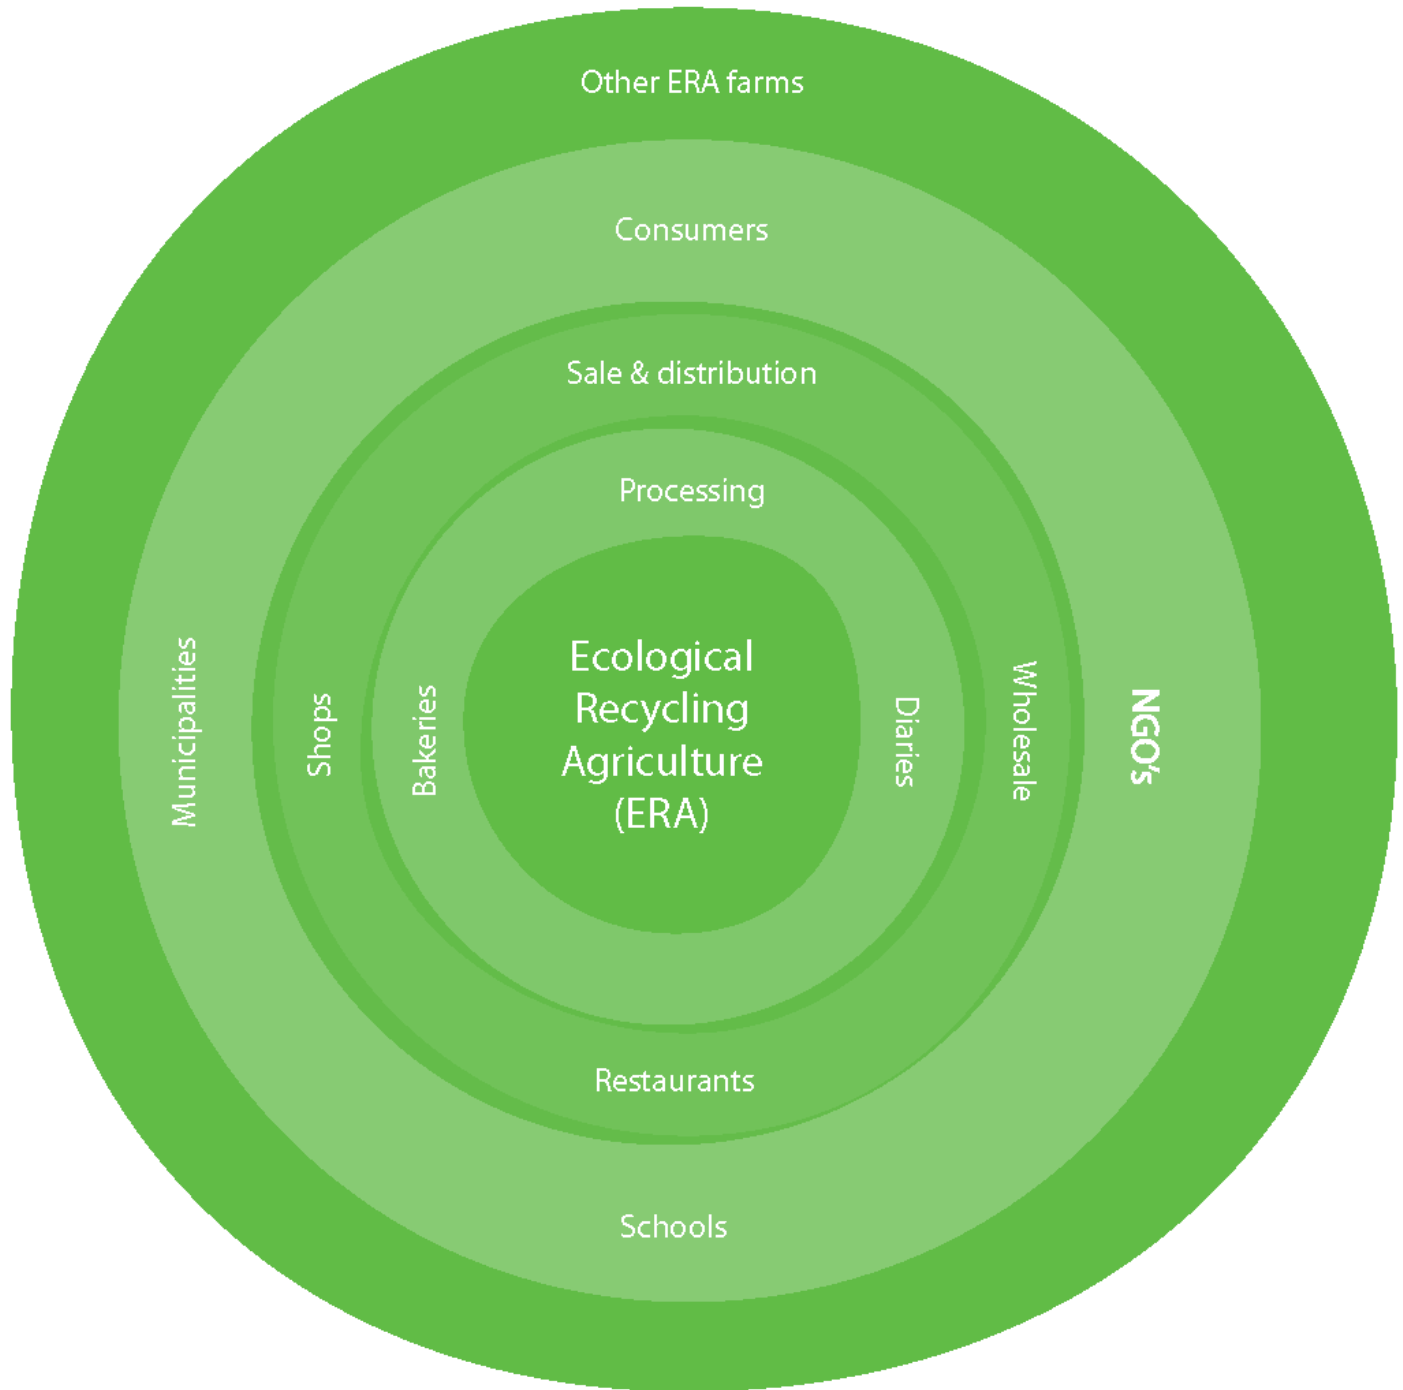 Other ERA farms
Consumers
Sale & distribution
Processing
Ecological
Recycling
Agriculture
(ERA)
Municipalities
Shops
Bakeries
Diaries
Wholesale
NGO's
Restaurants
Schools